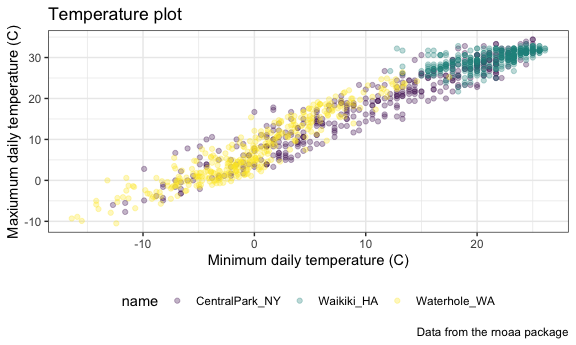 Temperature plot
Maxiumum daily temperature (C)
30
20
10
0
-10
-10
0
10
20
Minimum daily temperature (C)
name
CentralPark_NY
Waikiki_HA
Waterhole_WA
Data from the rnoaa package